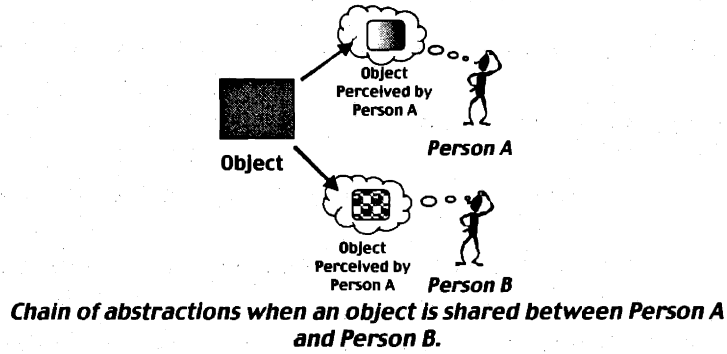 Object
Perceived by
Person A
Person A
Object
Object
Perceived by
Person A
Person B
Chain of abstractions when an object is shared between Person A
and Person B.